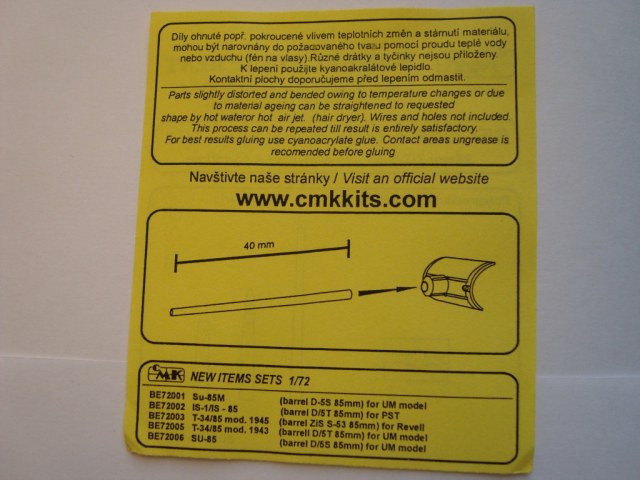 Díly ohnuté popř. pokroucené vlivem teplotních změn a stárnutí materiálu,
mohou být narovnány do požadovaného tvaru pomocí proudu teplé vody
nebo vzduchu (fén na vlasy).Různé drátky a tyčinky nejsou přiloženy.
K lepení použijte kyanoakralátové lepidlo.
Kontaktní plochy doporučujeme před lepením odmastit.
Parts slightly distorted and bended owing to temperature changes or due
to material ageing can be straightened to requested
shape by hot wateror hot air jet. (hair dryer). Wires and holes not included.
This process can be repeated till result is entirely satisfactory.
For best results gluing use cyanoacrylate glue. Contact areas ungrease is
recomended before gluing
Navštivte naše stránky / Visit an official website
www.cmkkits.com
40 mm
CMK NEW ITEMS SETS 1/72
BE72001 Su-85M (barrel D-5S 85mm) for UM model
BE72002 IS-1/IS - 85 (barrel D/5T 85mm) for PST
BE72003 T-34/85 mod. 1945 (barrel ZiS S-53 85mm) for Revell
BE72005 T-34/85 mod. 1943 (barrell D/5T 85mm) for UM model
BE72006 SU-85 (barrel D/5S 85mm) for UM model